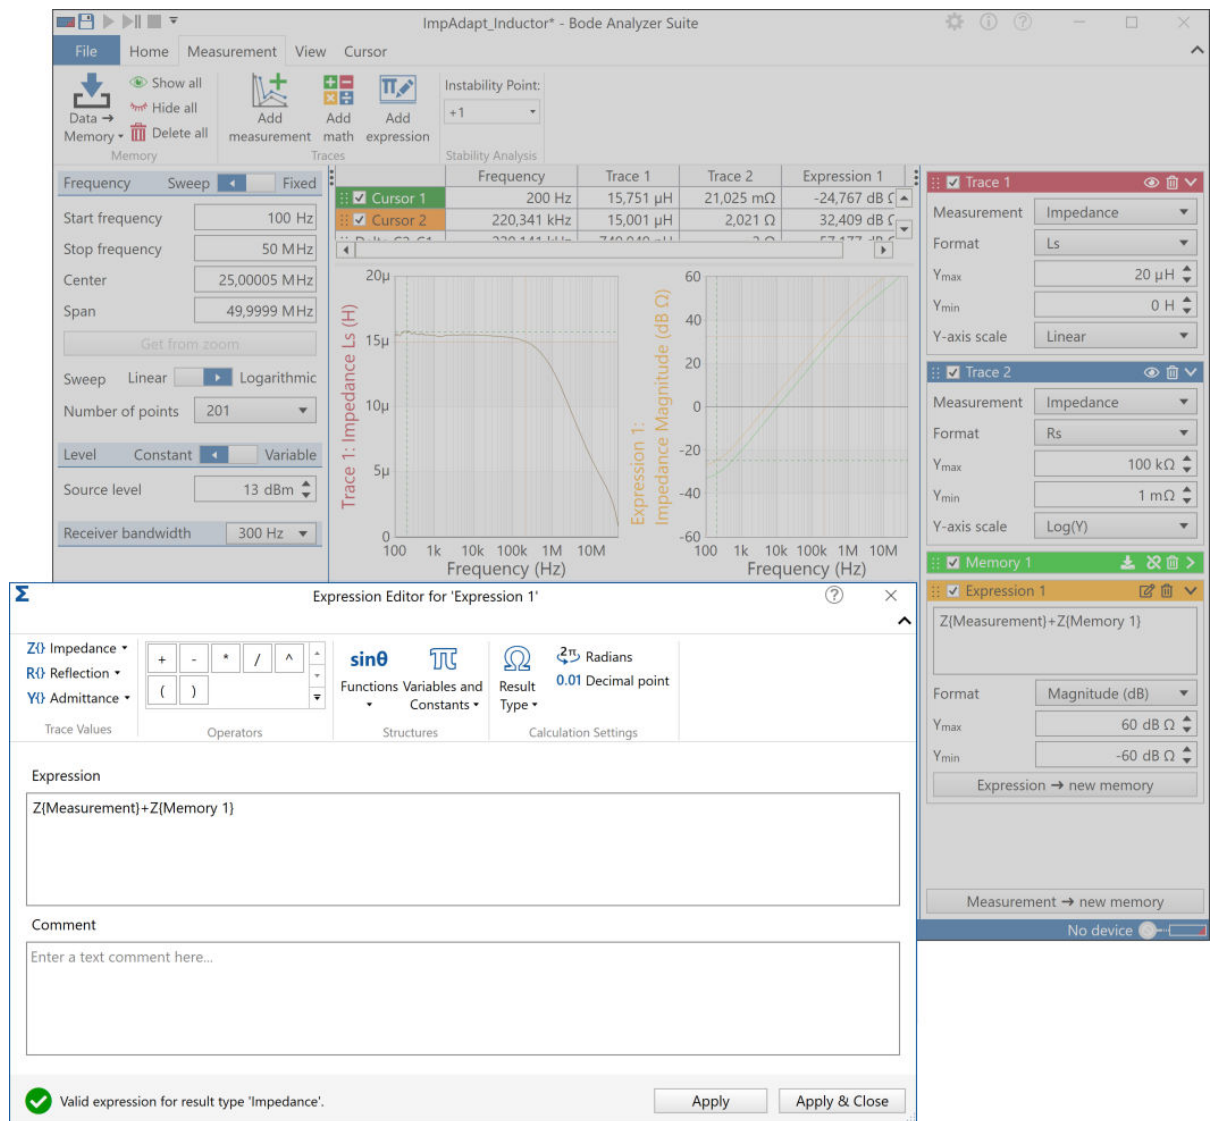 ImpAdapt_Inductor* - Bode Analyzer Suite
File Home Measurement View Cursor
Data → Memory
Show all
Hide all
Delete all
Memory
Add measurement
Add math
Add expression
Traces
Instability Point:
+1
Stability Analysis
Frequency Sweep Fixed
Start frequency 100 Hz
Stop frequency 50 MHz
Center 25,00005 MHz
Span 49,9999 MHz
Get from zoom
Sweep Linear Logarithmic
Number of points 201
Level Constant Variable
Source level 13 dBm
Receiver bandwidth 300 Hz
Frequency Trace 1 Trace 2 Expression 1
Cursor 1 200 Hz 15,751 µH 21,025 mΩ -24,767 dB
Cursor 2 220,341 kHz 15,001 µH 2,021 Ω 32,409 dB
Trace 1: Impedance Ls (H)
20µ
15µ
10µ
5µ
0
100 1k 10k 100k 1M 10M
Frequency (Hz)
Expression 1:
Impedance Magnitude (dB Ω)
60
40
20
0
-20
-40
-60
100 1k 10k 100k 1M 10M
Frequency (Hz)
Trace 1
Measurement Impedance
Format Ls
Ymax 20 µH
Ymin 0 H
Y-axis scale Linear
Trace 2
Measurement Impedance
Format Rs
Ymax 100 kΩ
Ymin 1 mΩ
Y-axis scale Log(Y)
Memory 1
Expression 1
Z{Measurement}+Z{Memory 1}
Format Magnitude (dB)
Ymax 60 dB Ω
Ymin -60 dB Ω
Expression → new memory
Measurement → new memory
No device
Σ Expression Editor for 'Expression 1'
Z{} Impedance
R{} Reflection
Y{} Admittance
Trace Values
+ - * / ^
( )
Operators
sinθ
Functions
π
Variables and Constants
Structures
Ω
Result Type
2π Radians
0.01 Decimal point
Calculation Settings
Expression
Z{Measurement}+Z{Memory 1}
Comment
Enter a text comment here...
Valid expression for result type 'Impedance'.
Apply
Apply & Close